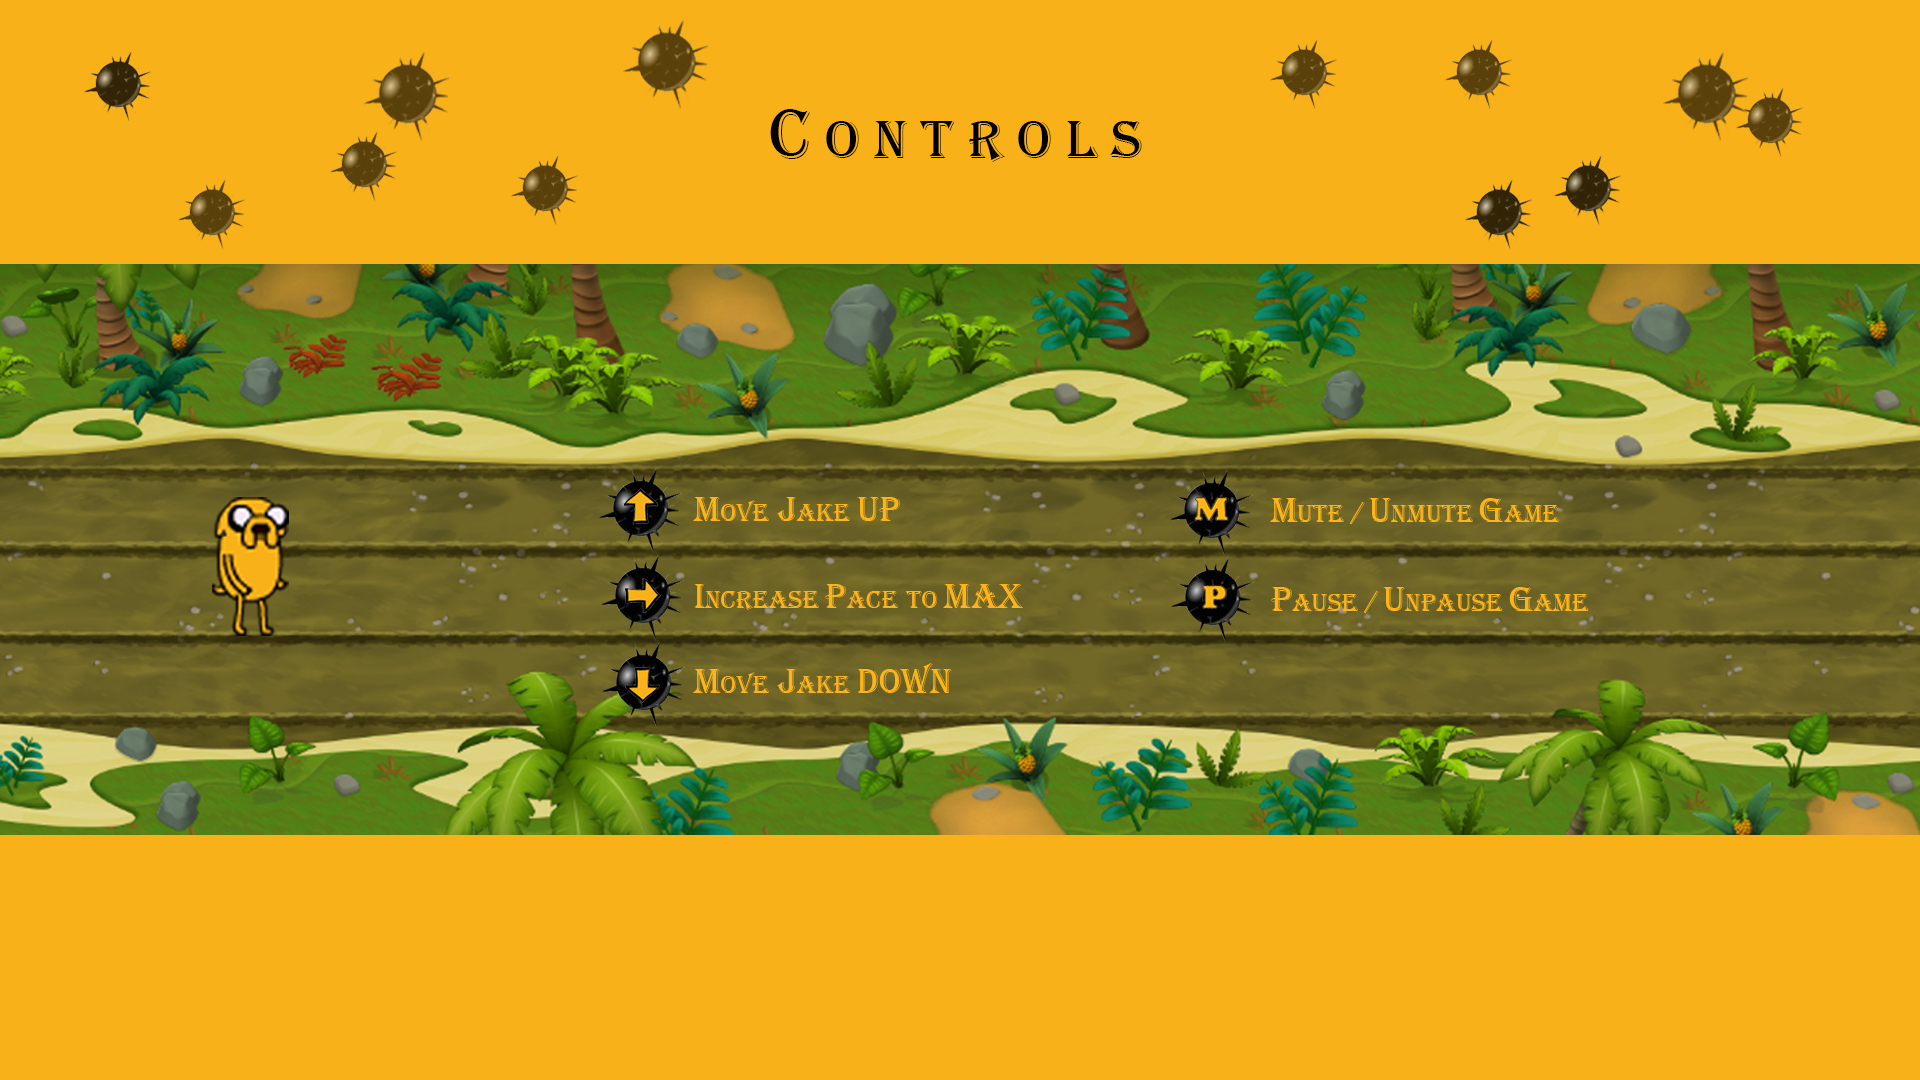 Controls
Move Jake UP
Increase Pace to MAX
Move Jake DOWN
M Mute / Unmute Game
P Pause / Unpause Game